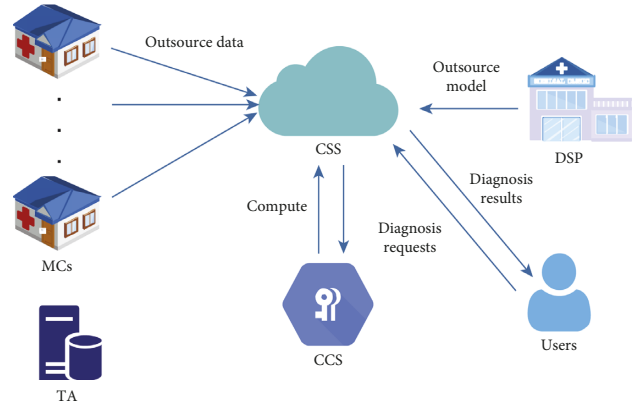 Outsource data
Outsource
model
CSS
DSP
Diagnosis
results
Compute
Diagnosis
requests
MCs
CCS
Users
TA